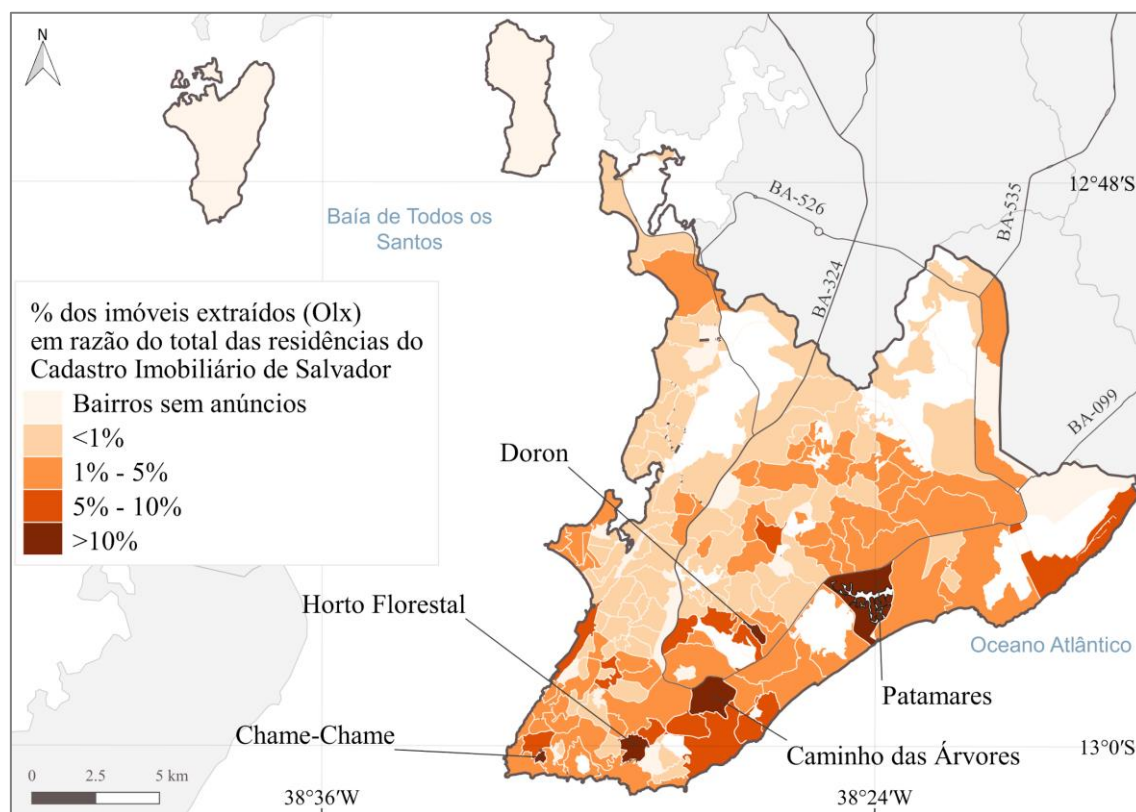 N
12°48'S
BA-526
BA-535
BA-324
BA-099
Baía de Todos os
Santos
% dos imóveis extraídos (Olx)
em razão do total das residências do
Cadastro Imobiliário de Salvador
Bairros sem anúncios
<1%
1% - 5%
5% - 10%
>10%
Doron
Horto Florestal
Oceano Atlântico
Patamares
Chame-Chame
Caminho das Árvores
13°0'S
0 2.5 5 km
38°36'W
38°24'W